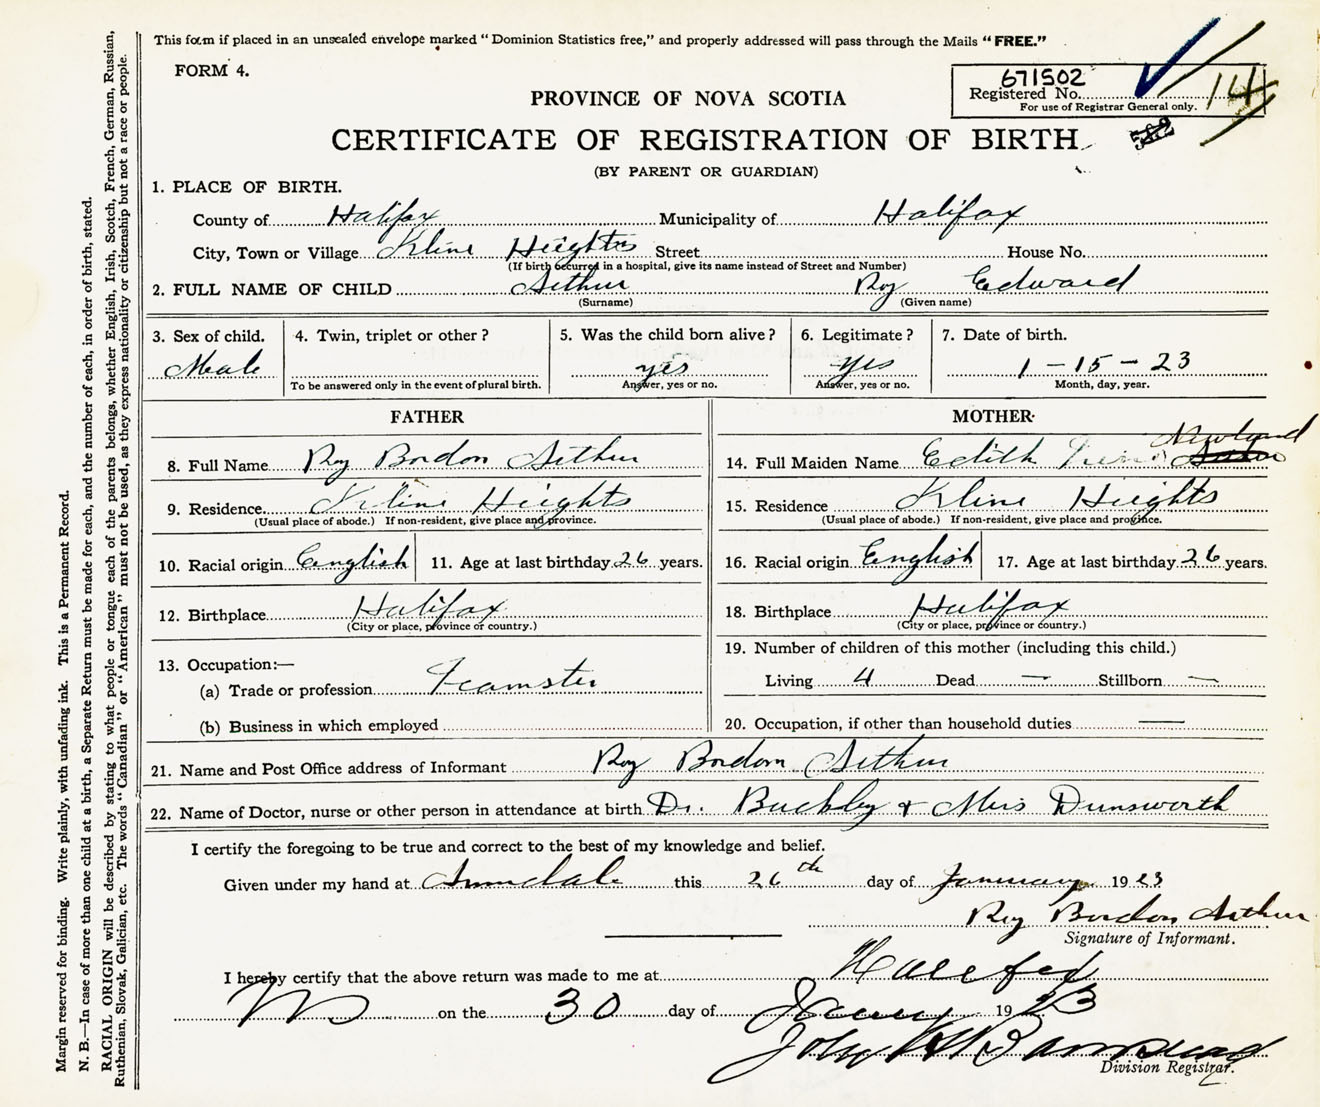 This form if placed in an unsealed envelope marked "Dominion Statistics free," and properly addressed will pass through the Mails "FREE."
FORM 4.
671502
Registered No.
For use of Registrar General only.
14
PROVINCE OF NOVA SCOTIA
CERTIFICATE OF REGISTRATION OF BIRTH
(BY PARENT OR GUARDIAN)
1. PLACE OF BIRTH.
County of Halifax Municipality of Halifax
City, Town or Village Kline Heights Street House No.
(If birth occurred in a hospital, give its name instead of Street and Number)
2. FULL NAME OF CHILD Arthur Roy Edward
(Surname) (Given name)
3. Sex of child. 4. Twin, triplet or other? 5. Was the child born alive? 6. Legitimate? 7. Date of birth.
Meale yes yes 1-15-23
To be answered only in the event of plural birth. Answer, yes or no. Answer, yes or no. Month, day, year.
FATHER
8. Full Name Roy Bordon Arthur
9. Residence Kline Heights
(Usual place of abode.) If non-resident, give place and province.
10. Racial origin English 11. Age at last birthday 26 years.
12. Birthplace Halifax
(City or place, province or country.)
13. Occupation:—
(a) Trade or profession Teamster
(b) Business in which employed
MOTHER
Newland
14. Full Maiden Name Edith
15. Residence Kline Heights
(Usual place of abode.) If non-resident, give place and province.
16. Racial origin English 17. Age at last birthday 26 years.
18. Birthplace Halifax
(City or place, province or country.)
19. Number of children of this mother (including this child.)
Living 4 Dead — Stillborn —
20. Occupation, if other than household duties —
21. Name and Post Office address of Informant Roy Bordon Arthur
22. Name of Doctor, nurse or other person in attendance at birth Dr. Buckley & Mrs Dunsworth
I certify the foregoing to be true and correct to the best of my knowledge and belief.
Given under my hand at Armdale this 26th day of January 1923
Roy Bordon Arthur
Signature of Informant.
I hereby certify that the above return was made to me at Halifax
on the 30 day of 1923
John
Division Registrar.
Margin reserved for binding. Write plainly, with unfading ink. This is a Permanent Record.
N. B.—In case of more than one child at a birth, a Separate Return must be made for each, and the number of each, in order of birth, stated.
RACIAL ORIGIN will be described by stating to what people or tongue each of the parents belongs, whether English, Irish, Scotch, French, German, Russian,
Ruthenian, Slovak, Galician, etc. The words "Canadian" or "American" must not be used, as they express nationality or citizenship but not a race or people.